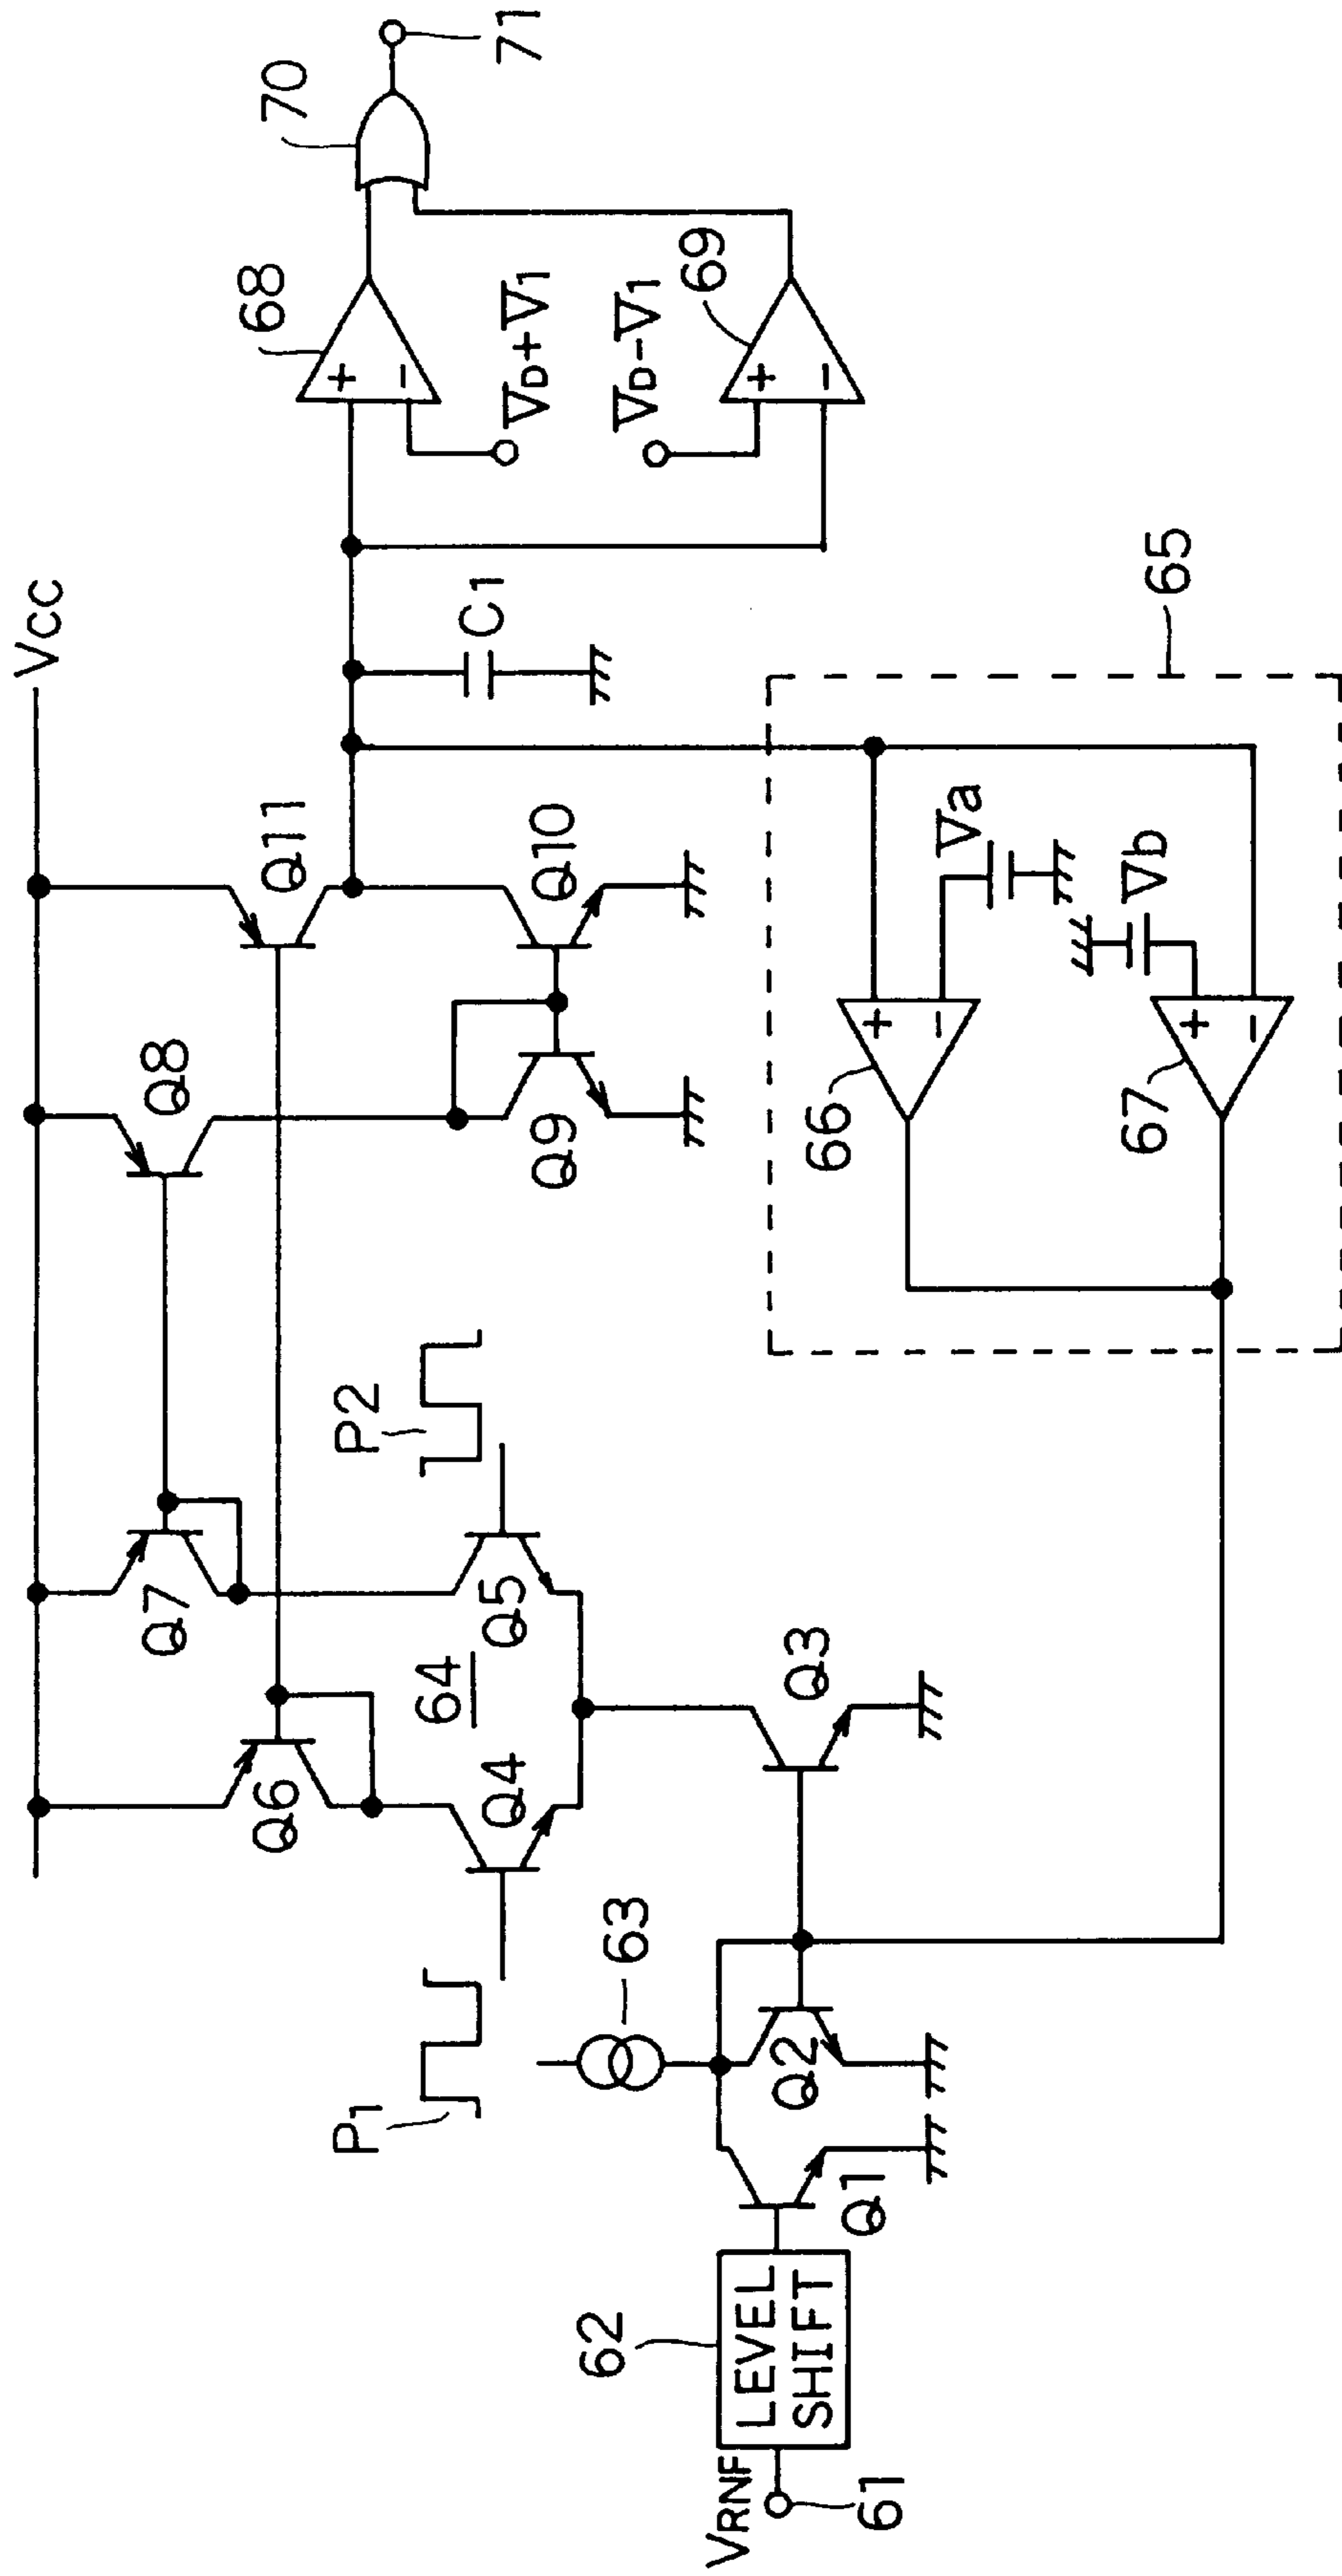 VCC
70
71
68
VD+V1
VD-V1
69
C1
65
Q11
Q10
Q8
Q9
+
-
+
-
Va
Vb
66
+
-
67
+
-
Q7
Q6
64
Q5
Q4
P2
P1
63
Q3
Q2
Q1
62
LEVEL
SHIFT
VRNF
61